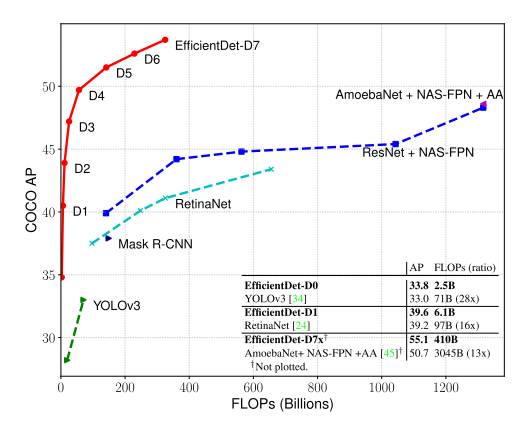 EfficientDet-D7
D6
D5
D4
D3
D2
D1
AmoebaNet + NAS-FPN + AA
ResNet + NAS-FPN
RetinaNet
Mask R-CNN
YOLOv3
COCO AP
50
45
40
35
30
AP FLOPs (ratio)
EfficientDet-D0 33.8 2.5B
YOLOv3 [34] 33.0 71B (28x)
EfficientDet-D1 39.6 6.1B
RetinaNet [24] 39.2 97B (16x)
EfficientDet-D7x† 55.1 410B
AmoebaNet+ NAS-FPN +AA [45]† 50.7 3045B (13x)
†Not plotted.
0 200 400 600 800 1000 1200
FLOPs (Billions)